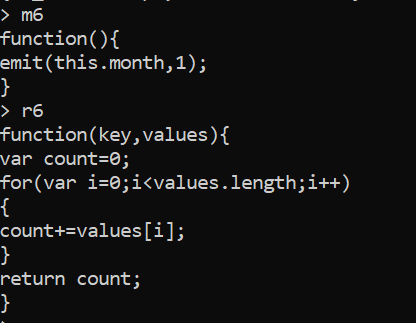 > m6
function(){
emit(this.month,1);
}
> r6
function(key,values){
var count=0;
for(var i=0;i<values.length;i++)
{
count+=values[i];
}
return count;
}